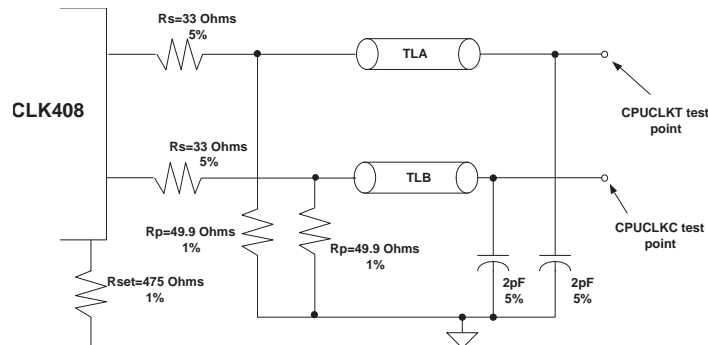 Rs=33 Ohms
5%
TLA
CLK408
CPUCLKT test
point
Rs=33 Ohms
5%
TLB
CPUCLKC test
point
Rp=49.9 Ohms
1%
Rp=49.9 Ohms
1%
Rset=475 Ohms
1%
2pF
5%
2pF
5%